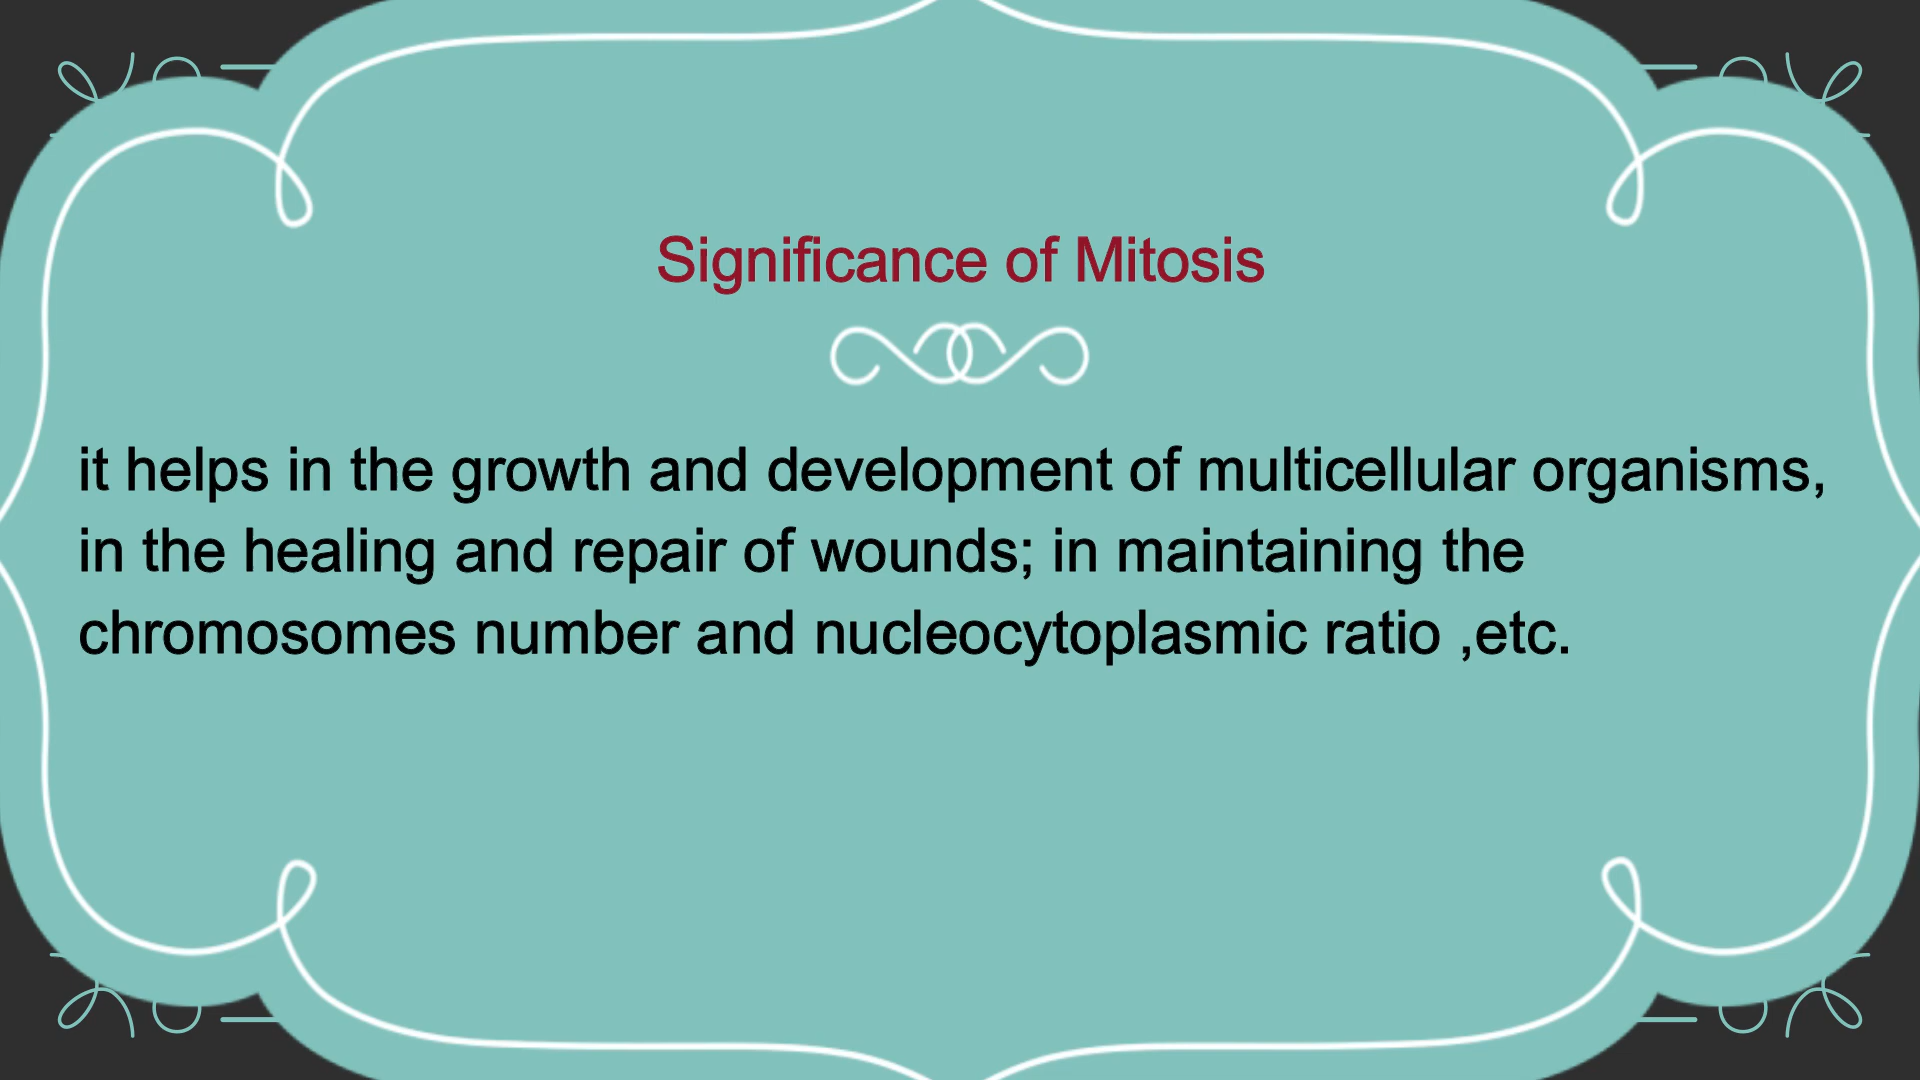 Significance of Mitosis
it helps in the growth and development of multicellular organisms,
in the healing and repair of wounds; in maintaining the
chromosomes number and nucleocytoplasmic ratio ,etc.